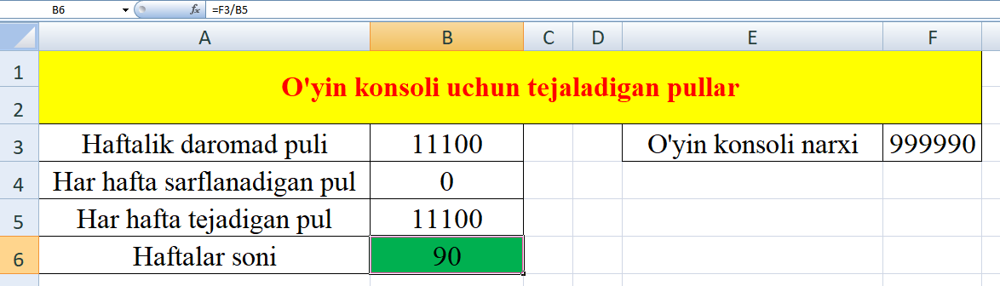 B6 fx =F3/B5
A B C D E F
1 O'yin konsoli uchun tejaladigan pullar
2
3 Haftalik daromad puli 11100 O'yin konsoli narxi 999990
4 Har hafta sarflanadigan pul 0
5 Har hafta tejadigan pul 11100
6 Haftalar soni 90